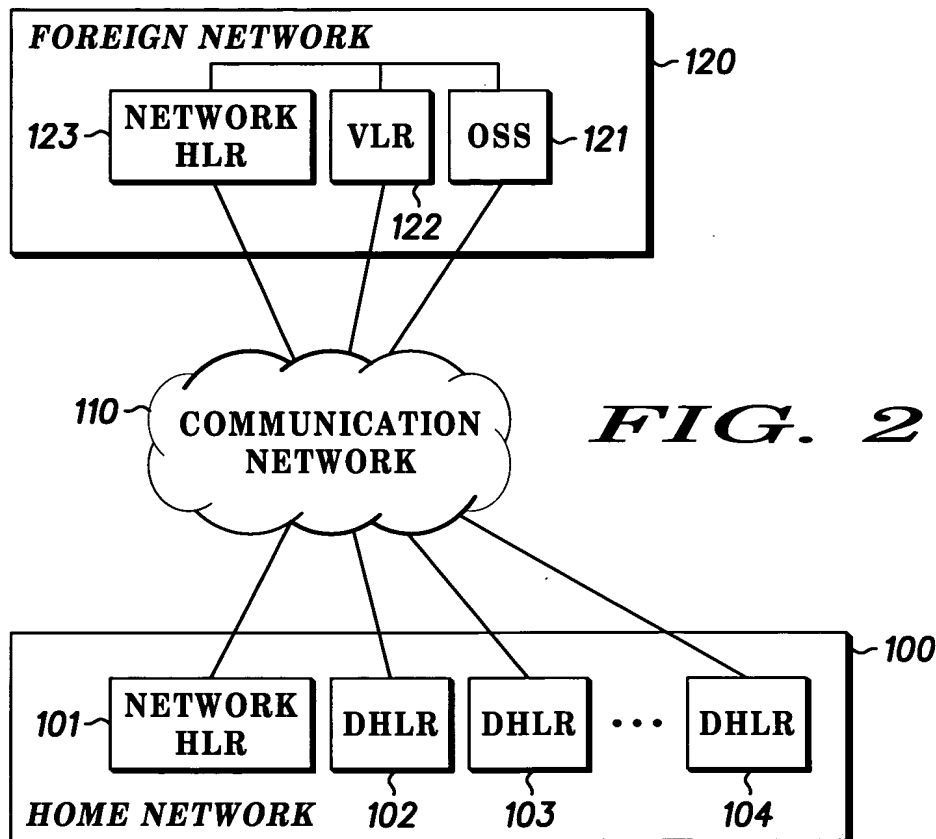 FOREIGN NETWORK
120
NETWORK
HLR
VLR
OSS
123
121
122
110
COMMUNICATION
NETWORK
FIG. 2
100
NETWORK
HLR
DHLR
DHLR
•••
DHLR
101
HOME NETWORK
102
103
104